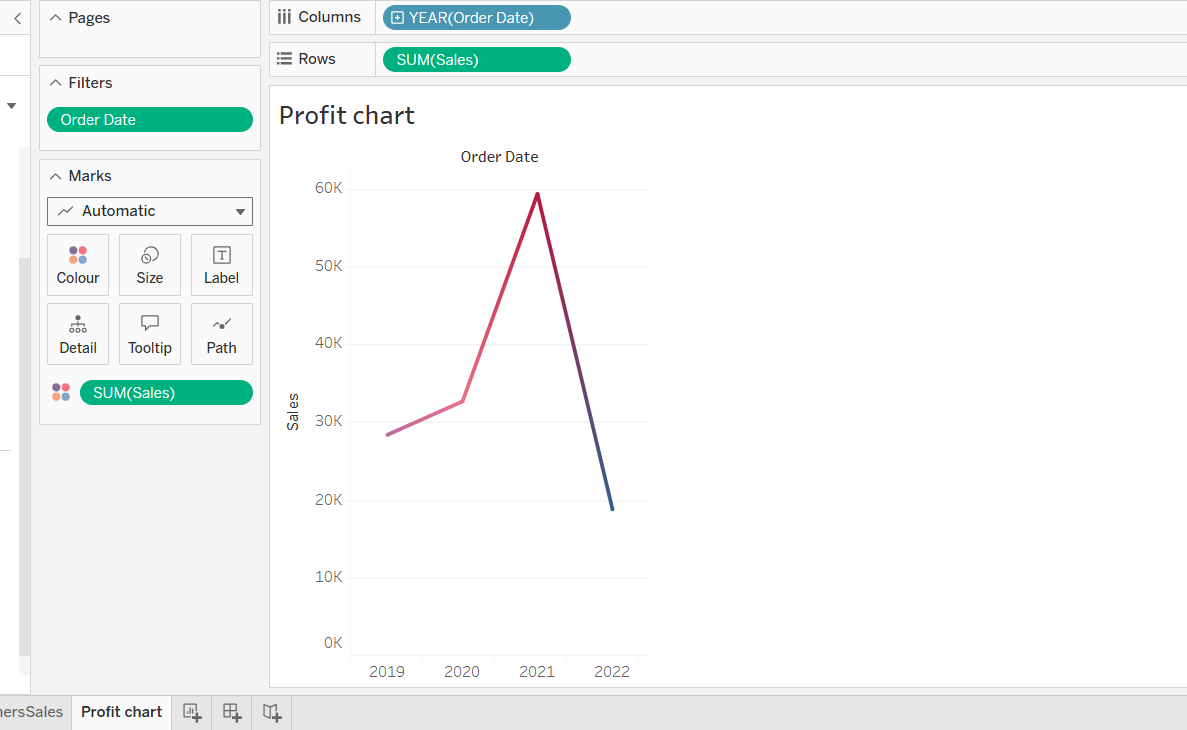 Pages
Columns
YEAR(Order Date)
Rows
SUM(Sales)
Filters
Order Date
Marks
Automatic
Colour
Size
Label
Detail
Tooltip
Path
SUM(Sales)
Profit chart
Order Date
Sales
60K
50K
40K
30K
20K
10K
0K
2019 2020 2021 2022
nersSales
Profit chart